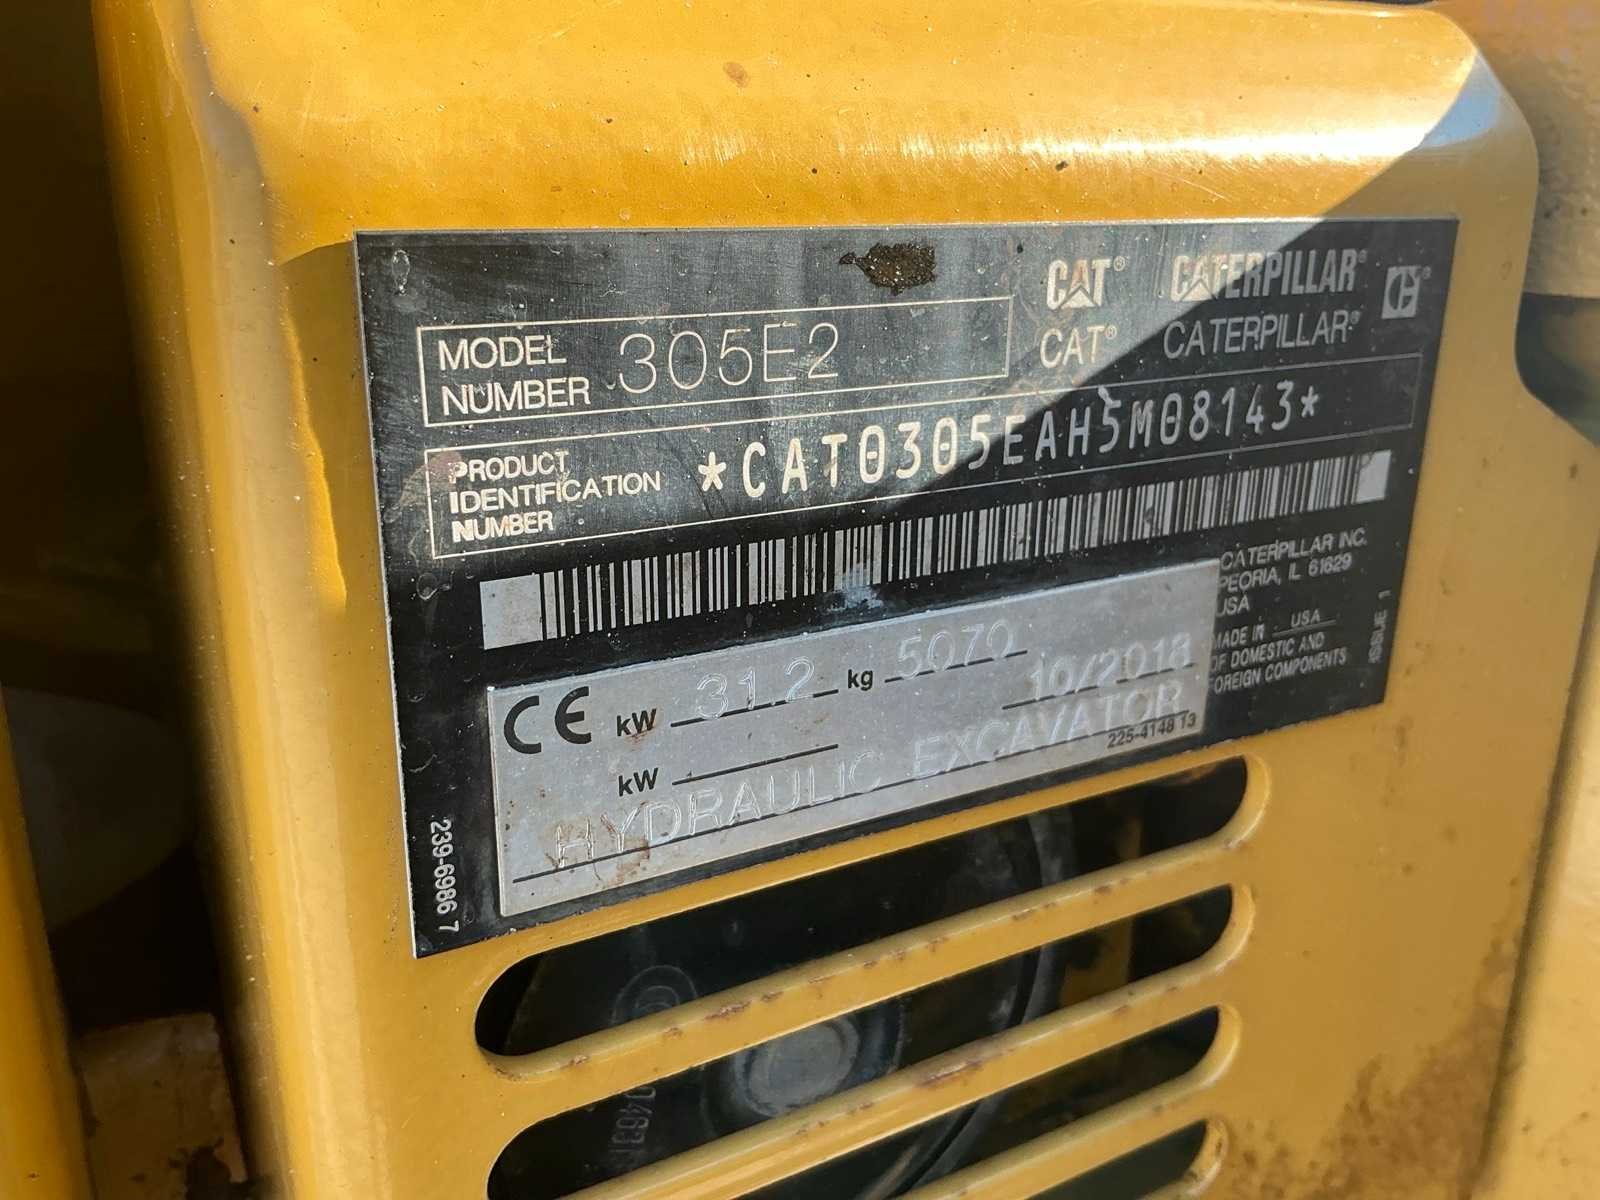 CAT® CATERPILLAR®
CAT® CATERPILLAR®
MODEL NUMBER 305E2
PRODUCT IDENTIFICATION NUMBER *CAT0305EAH5M08143*
CATERPILLAR INC.
PEORIA, IL 61629
USA
MADE IN USA
OF DOMESTIC AND
FOREIGN COMPONENTS
ISSUE 1
CE kW 31.2 kg 5070 10/2018
kW
HYDRAULIC EXCAVATOR
225-4148 13
239-6986 7